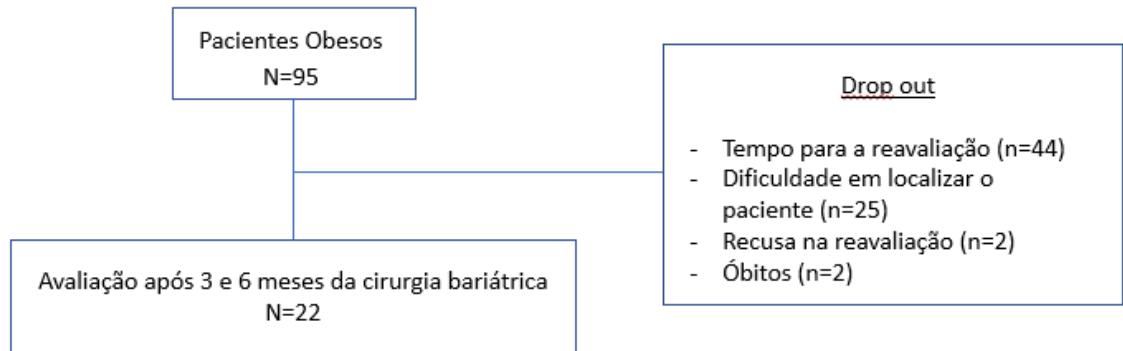 Pacientes Obesos
N=95
Drop out
- Tempo para a reavaliação (n=44)
- Dificuldade em localizar o
paciente (n=25)
- Recusa na reavaliação (n=2)
- Óbitos (n=2)
Avaliação após 3 e 6 meses da cirurgia bariátrica
N=22